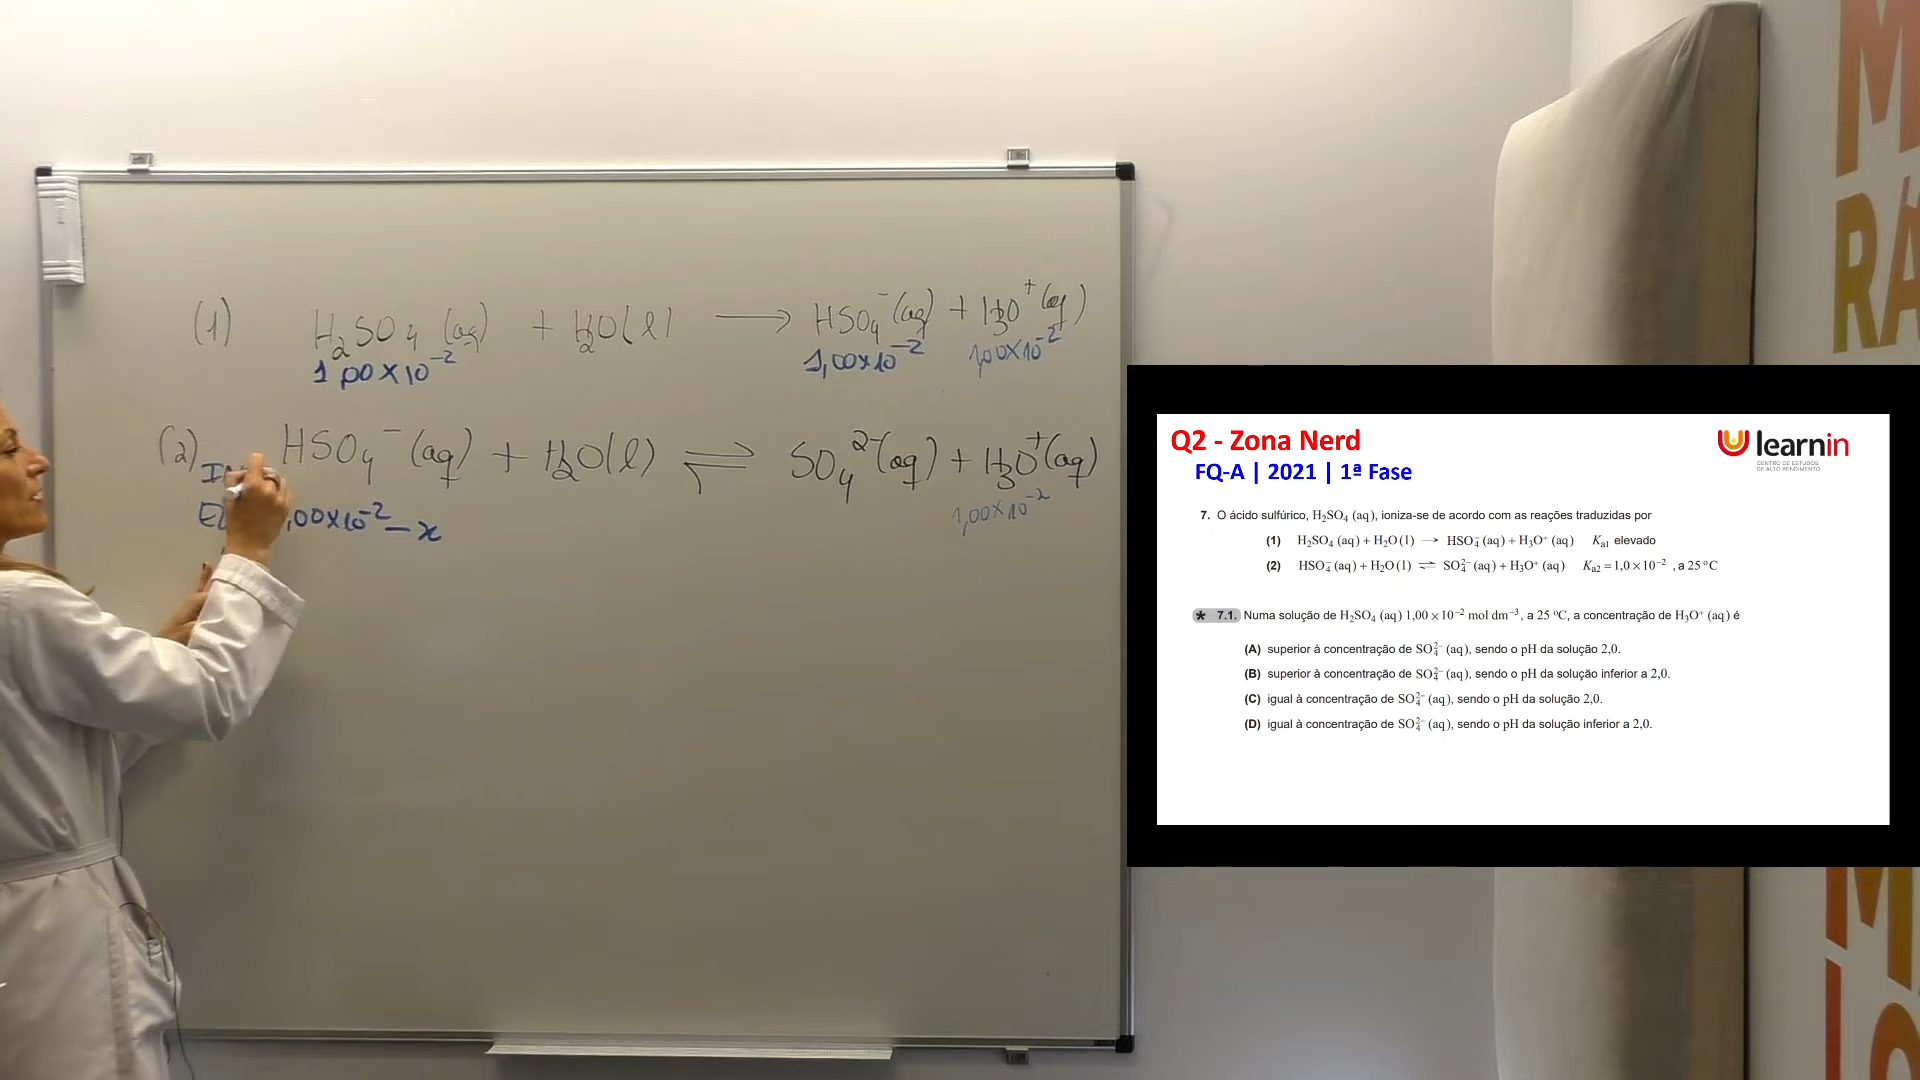 (1) H₂SO₄ (aq) + H₂O(l) ⟶ HSO₄⁻(aq) + H₃O⁺(aq)
1,00×10⁻² 1,00×10⁻² 1,00×10⁻²
(2) HSO₄⁻ (aq) + H₂O(l) ⇌ SO₄²⁻(aq) + H₃O⁺(aq)
,00×10⁻² – x 1,00×10⁻²
Q2 - Zona Nerd
FQ-A | 2021 | 1ª Fase
learnin
CENTRO DE ESTUDOS
DE ALTO RENDIMENTO
7. O ácido sulfúrico, H₂SO₄ (aq), ioniza-se de acordo com as reações traduzidas por
(1) H₂SO₄ (aq) + H₂O (l) → HSO₄⁻ (aq) + H₃O⁺ (aq) Ka1 elevado
(2) HSO₄⁻ (aq) + H₂O (l) ⇌ SO₄²⁻ (aq) + H₃O⁺ (aq) Ka2 = 1,0 × 10⁻² , a 25 ºC
* 7.1. Numa solução de H₂SO₄ (aq) 1,00 × 10⁻² mol dm⁻³, a 25 ºC, a concentração de H₃O⁺ (aq) é
(A) superior à concentração de SO₄²⁻ (aq), sendo o pH da solução 2,0.
(B) superior à concentração de SO₄²⁻ (aq), sendo o pH da solução inferior a 2,0.
(C) igual à concentração de SO₄²⁻ (aq), sendo o pH da solução 2,0.
(D) igual à concentração de SO₄²⁻ (aq), sendo o pH da solução inferior a 2,0.